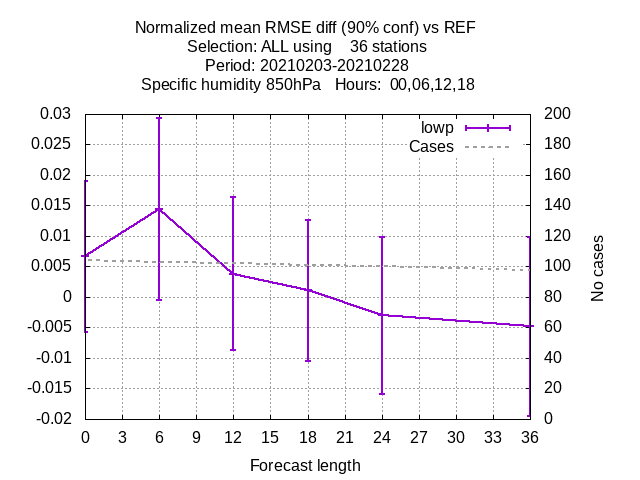 Normalized mean RMSE diff (90% conf) vs REF
Selection: ALL using    36 stations
Period: 20210203-20210228
Specific humidity 850hPa   Hours:  00,06,12,18
0.03 200
lowp
0.025 180
Cases
0.02 160
0.015 140
0.01 120
0.005 100
0 80
-0.005 60
-0.01 40
-0.015 20
-0.02 0
No cases
0 3 6 9 12 15 18 21 24 27 30 33 36
Forecast length